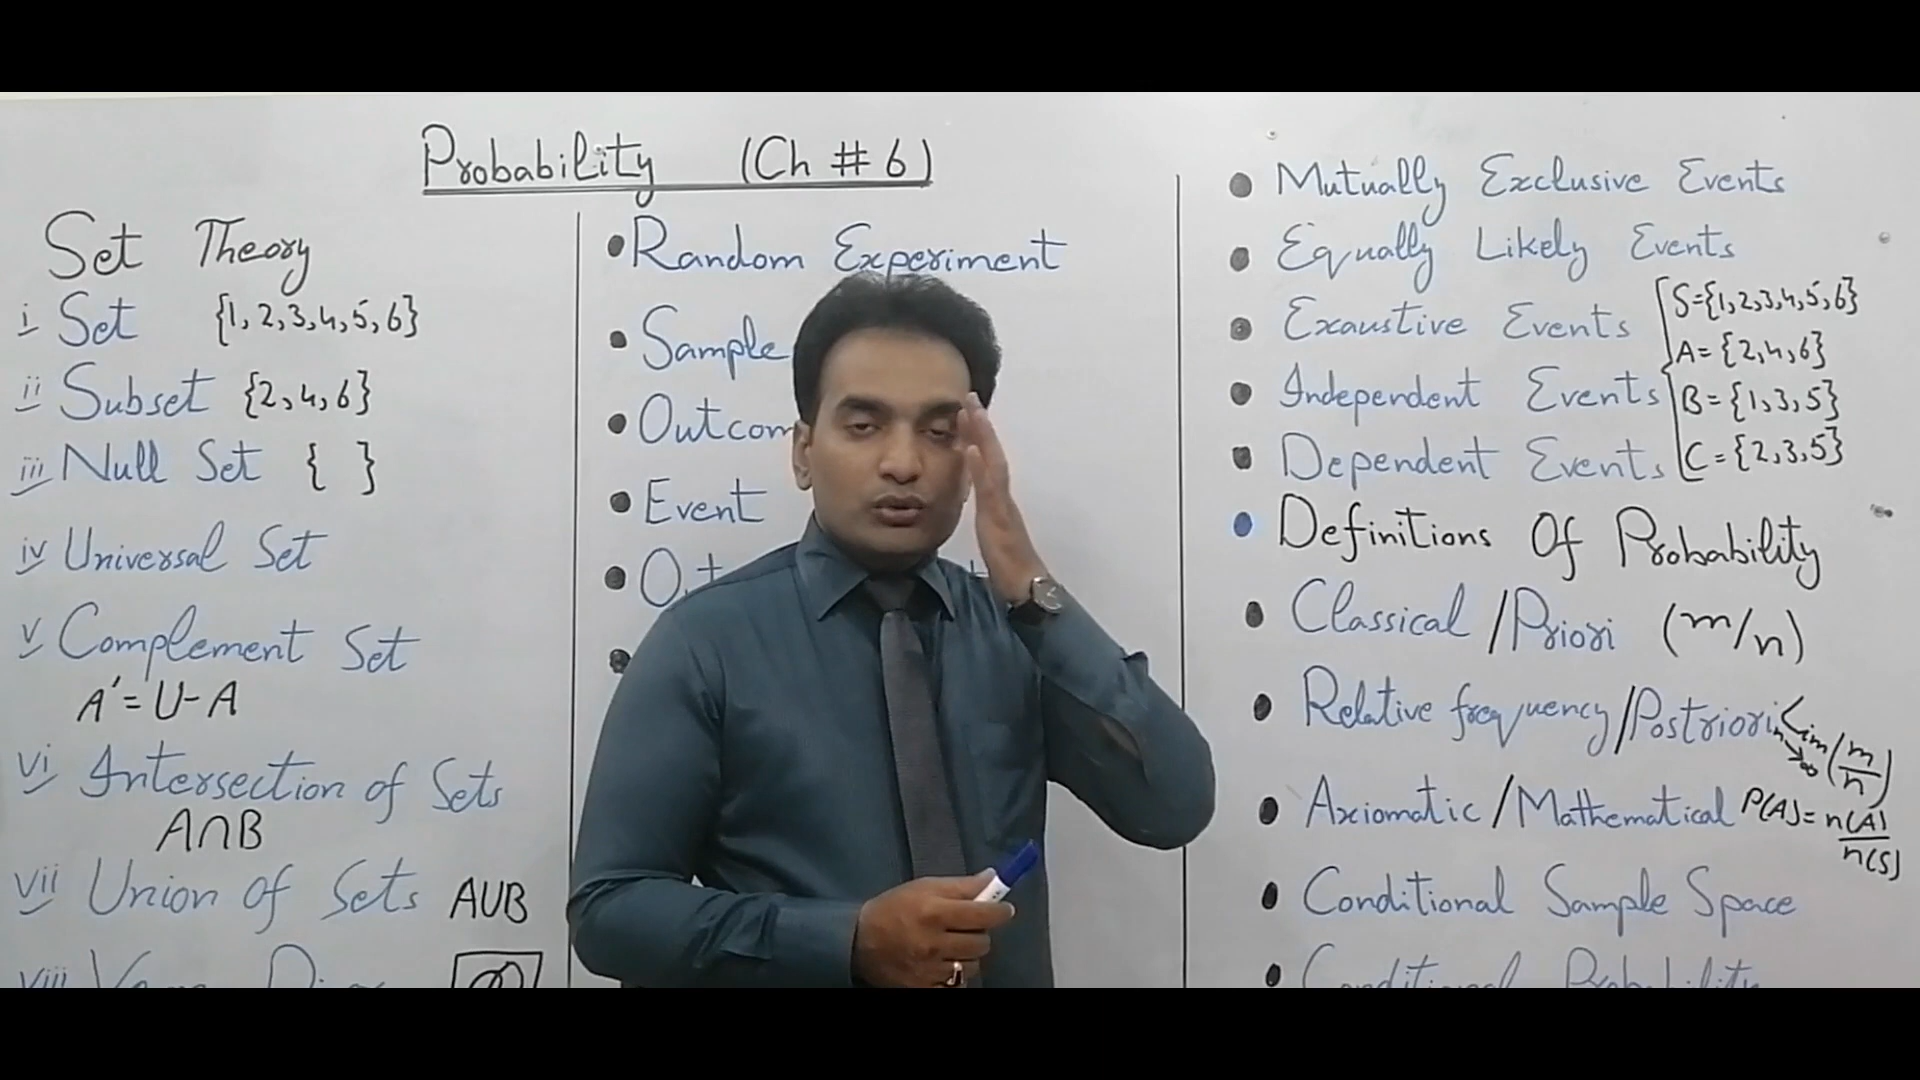 Probability (Ch # 6)
Set Theory
i Set {1, 2, 3, 4, 5, 6}
ii Subset {2, 4, 6}
iii Null Set { }
iv Universal Set
v Complement Set
A' = U - A
vi Intersection of Sets
A∩B
vii Union of Sets A∪B
viii
• Random Experiment
• Sample
• Outcom
• Event
• Mutually Exclusive Events
• Equally Likely Events
• Exaustive Events
• Independent Events
• Dependent Events
S={1,2,3,4,5,6}
A = {2,4,6}
B = {1,3,5}
C = {2,3,5}
• Definitions Of Probability
• Classical / Priori (m/n)
• Relative frequency / Postriori Lim n→∞ (m/n)
• Axiomatic / Mathematical P(A) = n(A)/n(S)
• Conditional Sample Space
• Conditional Probability